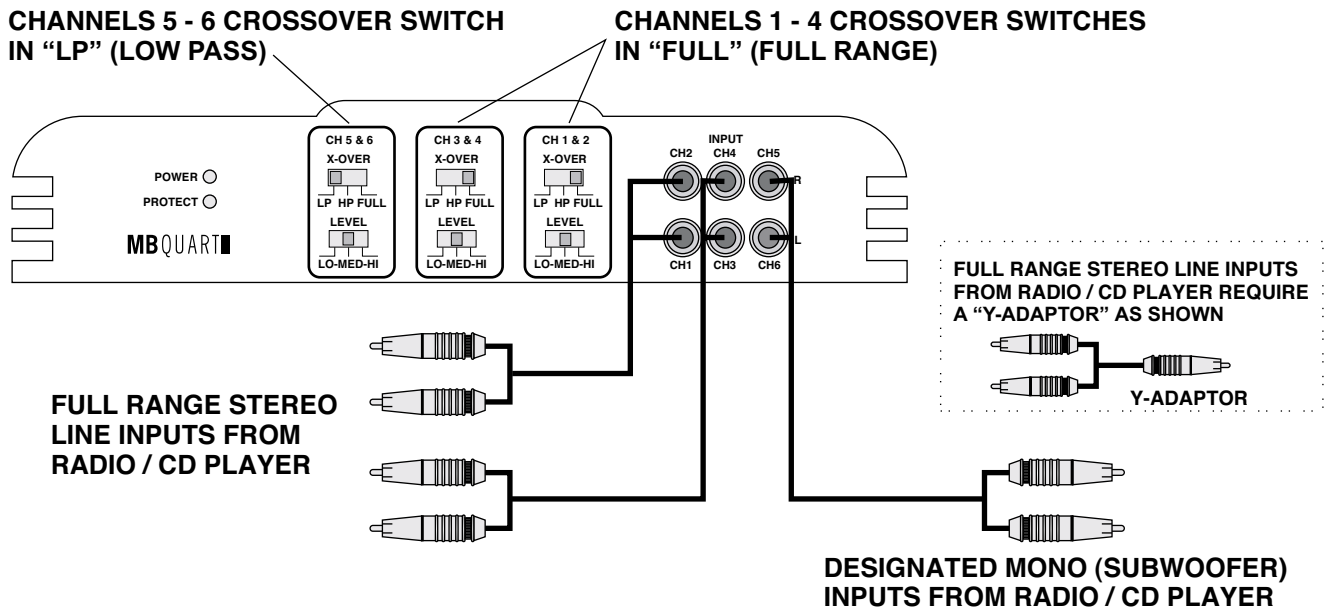 CHANNELS 5 - 6 CROSSOVER SWITCH
IN “LP” (LOW PASS)
CHANNELS 1 - 4 CROSSOVER SWITCHES
IN “FULL” (FULL RANGE)
POWER
PROTECT
MBQUART
CH 5 & 6
X-OVER
LP HP FULL
LEVEL
LO-MED-HI
CH 3 & 4
X-OVER
LP HP FULL
LEVEL
LO-MED-HI
CH 1 & 2
X-OVER
LP HP FULL
LEVEL
LO-MED-HI
INPUT
CH2 CH4 CH5
R
L
CH1 CH3 CH6
FULL RANGE STEREO LINE INPUTS
FROM RADIO / CD PLAYER REQUIRE
A “Y-ADAPTOR” AS SHOWN
Y-ADAPTOR
FULL RANGE STEREO
LINE INPUTS FROM
RADIO / CD PLAYER
DESIGNATED MONO (SUBWOOFER)
INPUTS FROM RADIO / CD PLAYER